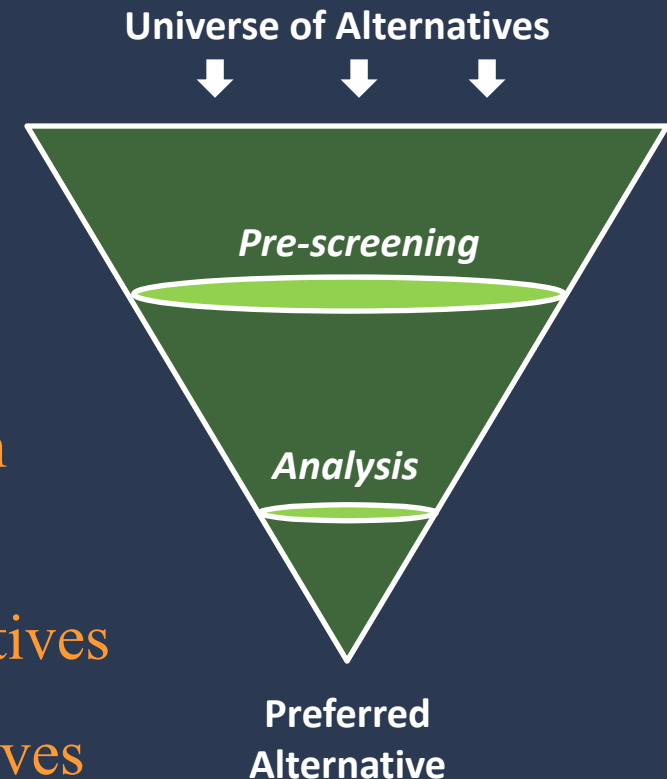 Universe of Alternatives
Pre-screening
Analysis
Preferred
Alternative